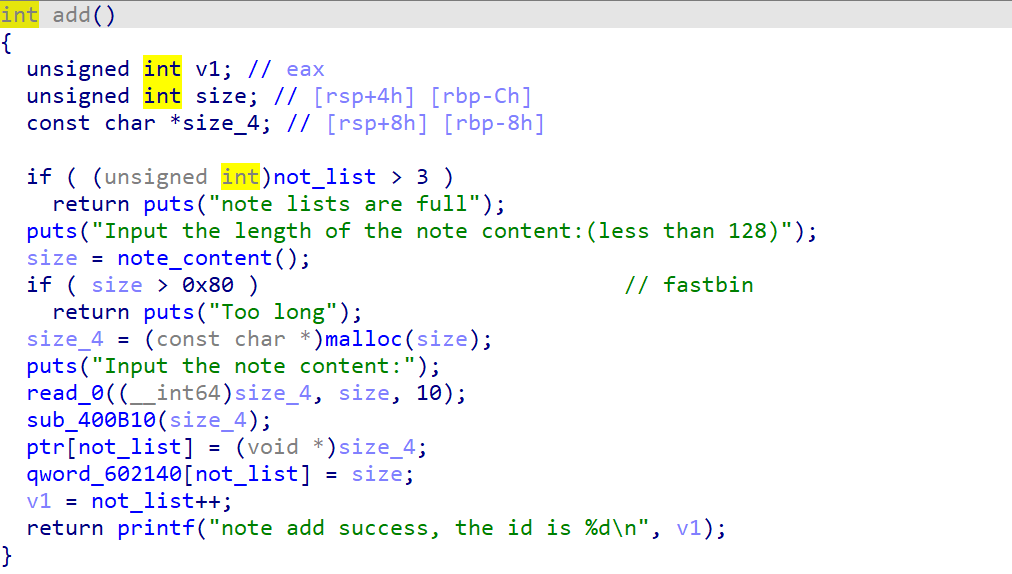 int add()
{
  unsigned int v1; // eax
  unsigned int size; // [rsp+4h] [rbp-Ch]
  const char *size_4; // [rsp+8h] [rbp-8h]

  if ( (unsigned int)not_list > 3 )
    return puts("note lists are full");
  puts("Input the length of the note content:(less than 128)");
  size = note_content();
  if ( size > 0x80 )                            // fastbin
    return puts("Too long");
  size_4 = (const char *)malloc(size);
  puts("Input the note content:");
  read_0((__int64)size_4, size, 10);
  sub_400B10(size_4);
  ptr[not_list] = (void *)size_4;
  qword_602140[not_list] = size;
  v1 = not_list++;
  return printf("note add success, the id is %d\n", v1);
}